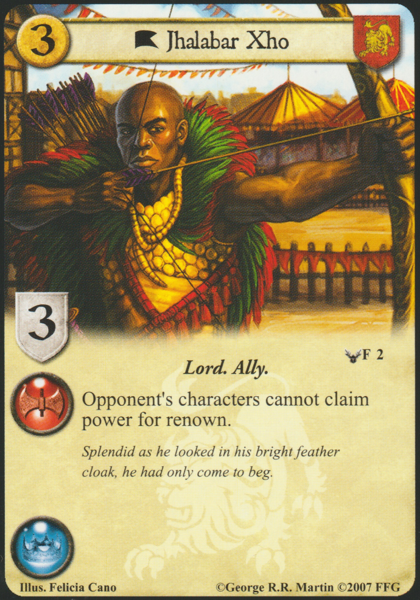 3
Jhalabar Xho
3
F 2
Lord. Ally.
Opponent's characters cannot claim
power for renown.
Splendid as he looked in his bright feather
cloak, he had only come to beg.
Illus. Felicia Cano
©George R.R. Martin ©2007 FFG